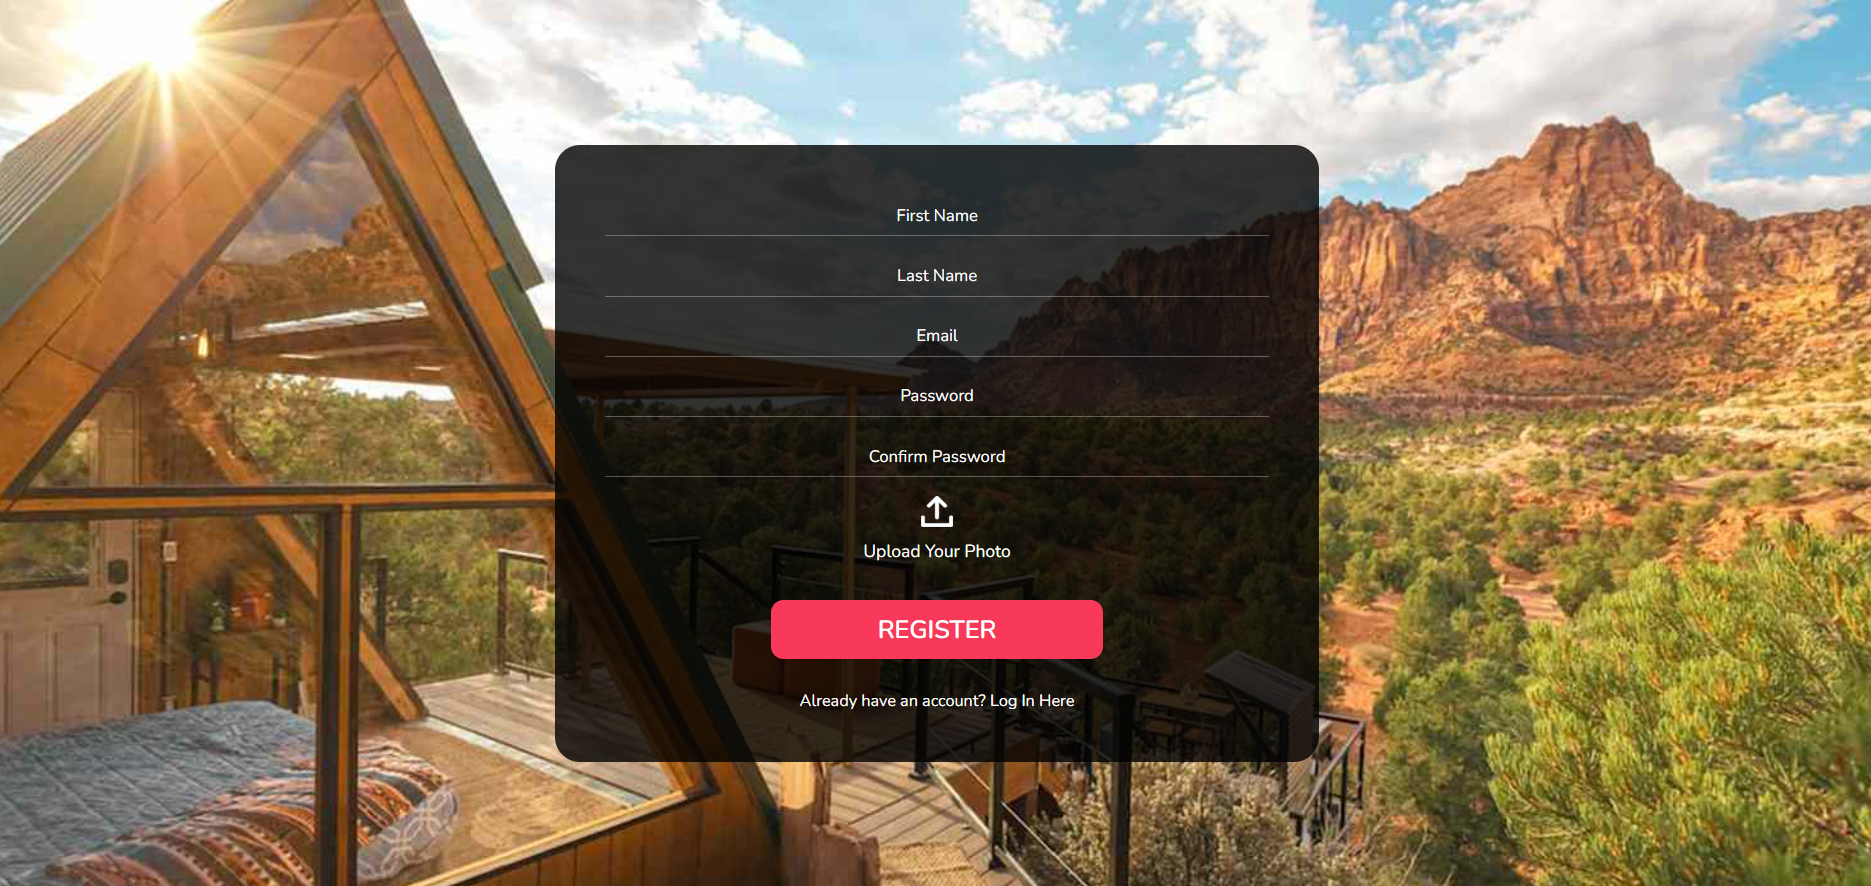 First Name
Last Name
Email
Password
Confirm Password
Upload Your Photo
REGISTER
Already have an account? Log In Here